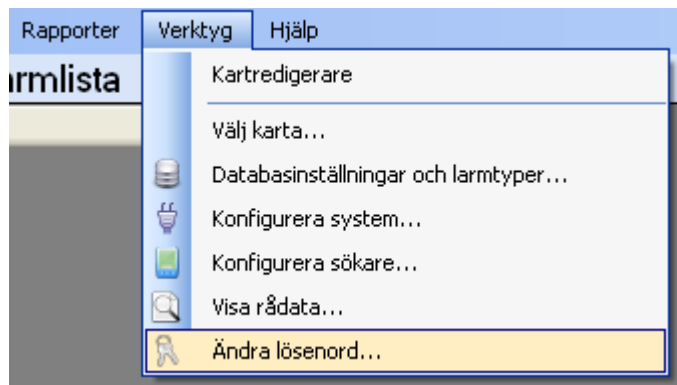 Rapporter Verktyg Hjälp
rmlista
Kartredigerare
Välj karta...
Databasinställningar och larmtyper...
Konfigurera system...
Konfigurera sökare...
Visa rådata...
Ändra lösenord...